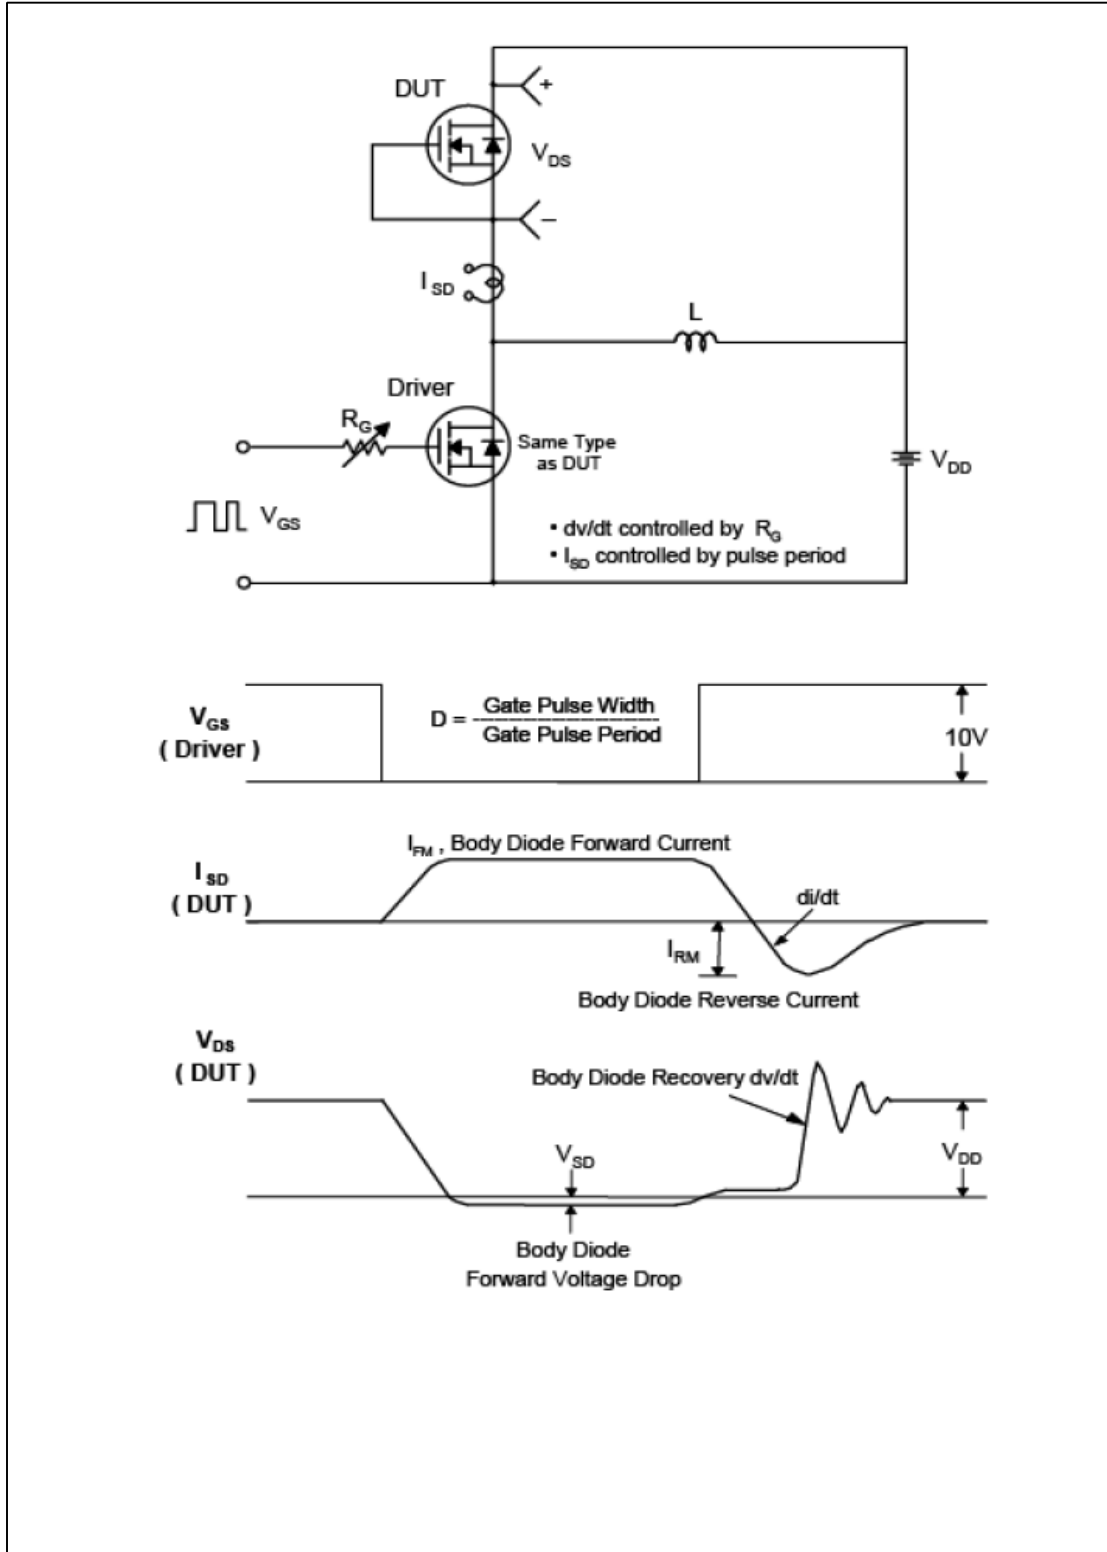 DUT
+
V_DS
–
I_SD
L
Driver
R_G
Same Type
as DUT
V_DD
V_GS
• dv/dt controlled by R_G
• I_SD controlled by pulse period
V_GS
( Driver )
D = Gate Pulse Width
Gate Pulse Period
10V
I_FM , Body Diode Forward Current
I_SD
( DUT )
di/dt
I_RM
Body Diode Reverse Current
V_DS
( DUT )
Body Diode Recovery dv/dt
V_SD
V_DD
Body Diode
Forward Voltage Drop